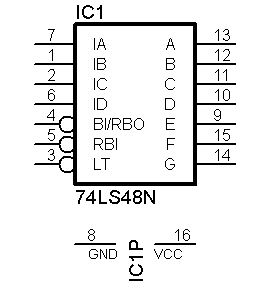 IC1
7 IA A 13
1 IB B 12
2 IC C 11
6 ID D 10
4 BI/RBO E 9
5 RBI F 15
3 LT G 14
74LS48N
8 16
GND VCC
IC1P